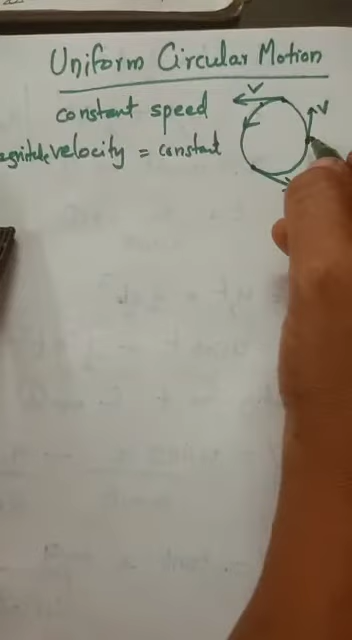 Uniform Circular Motion
constant speed
velocity = constant
V
V